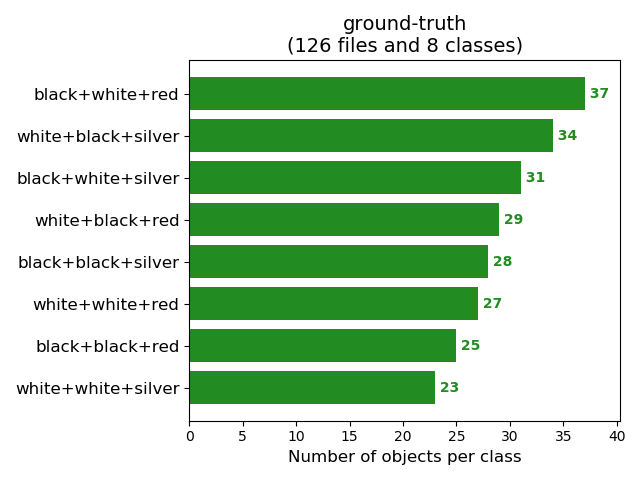 ground-truth
(126 files and 8 classes)
black+white+red 37
white+black+silver 34
black+white+silver 31
white+black+red 29
black+black+silver 28
white+white+red 27
black+black+red 25
white+white+silver 23
0 5 10 15 20 25 30 35 40
Number of objects per class